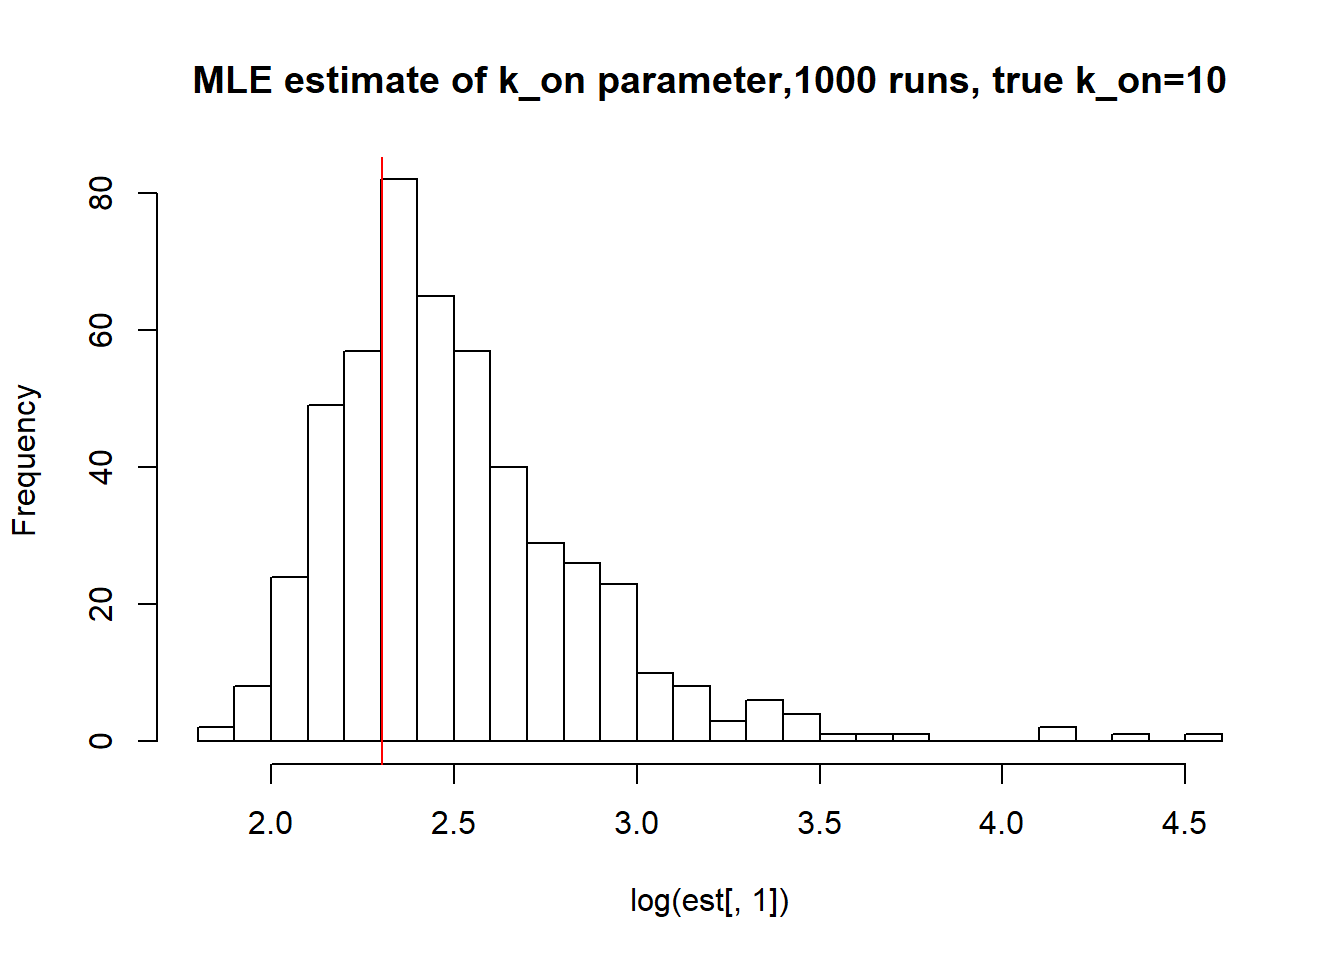 MLE estimate of k_on parameter,1000 runs, true k_on=10
Frequency
80
60
40
20
0
2.0 2.5 3.0 3.5 4.0 4.5
log(est[, 1])